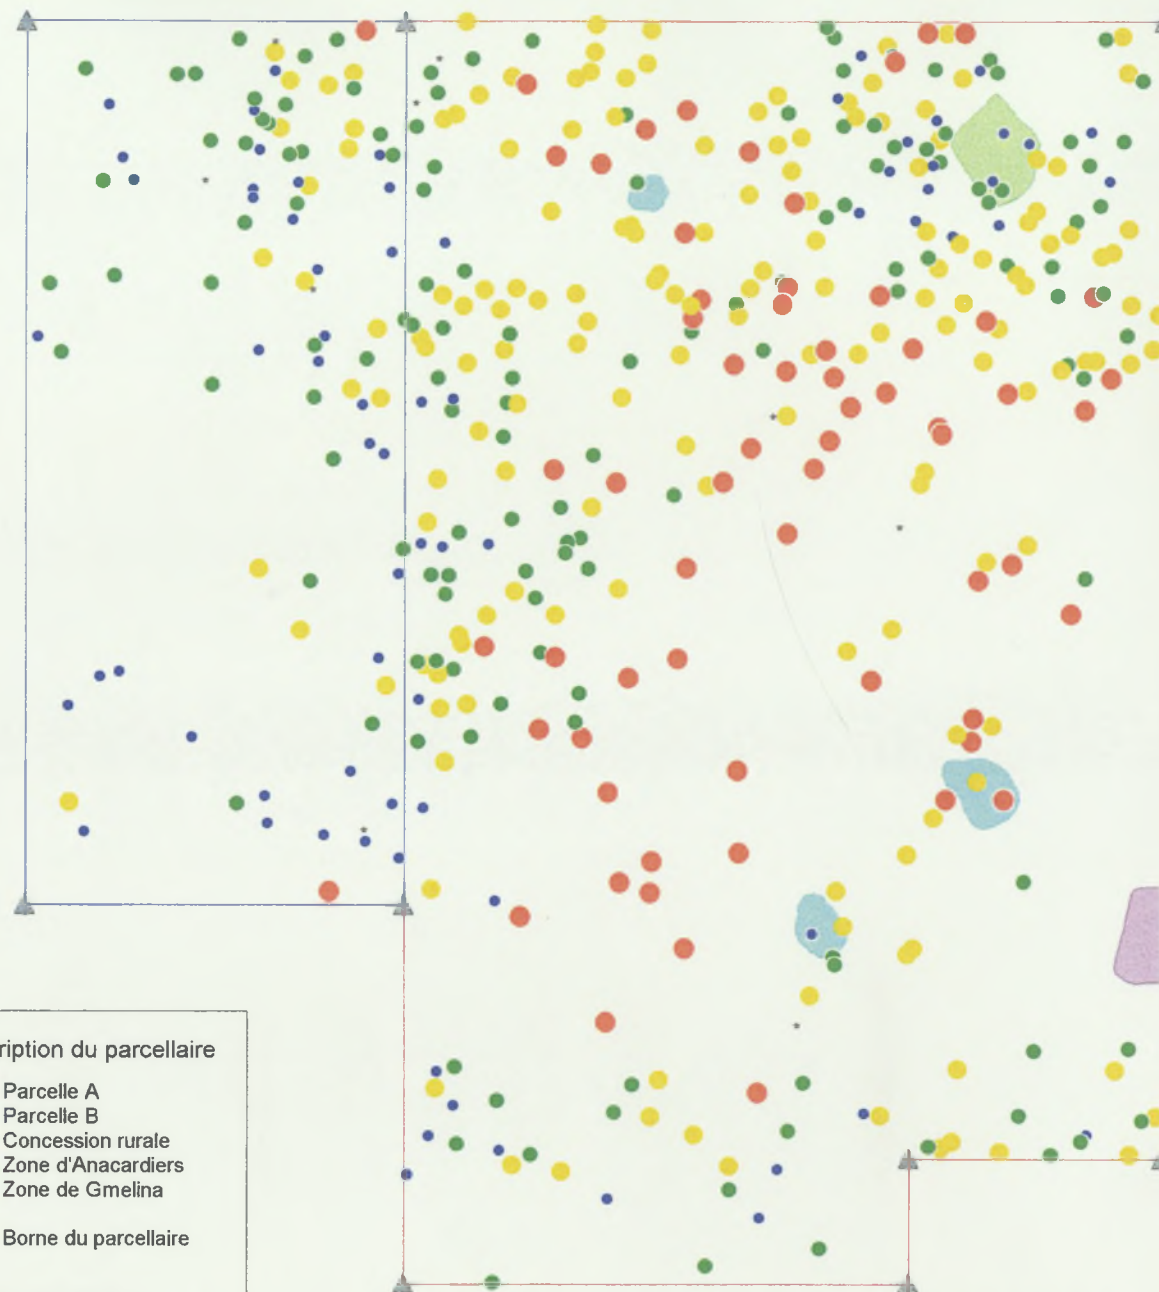 ription du parcellaire
Parcelle A
Parcelle B
Concession rurale
Zone d'Anacardiers
Zone de Gmelina
Borne du parcellaire